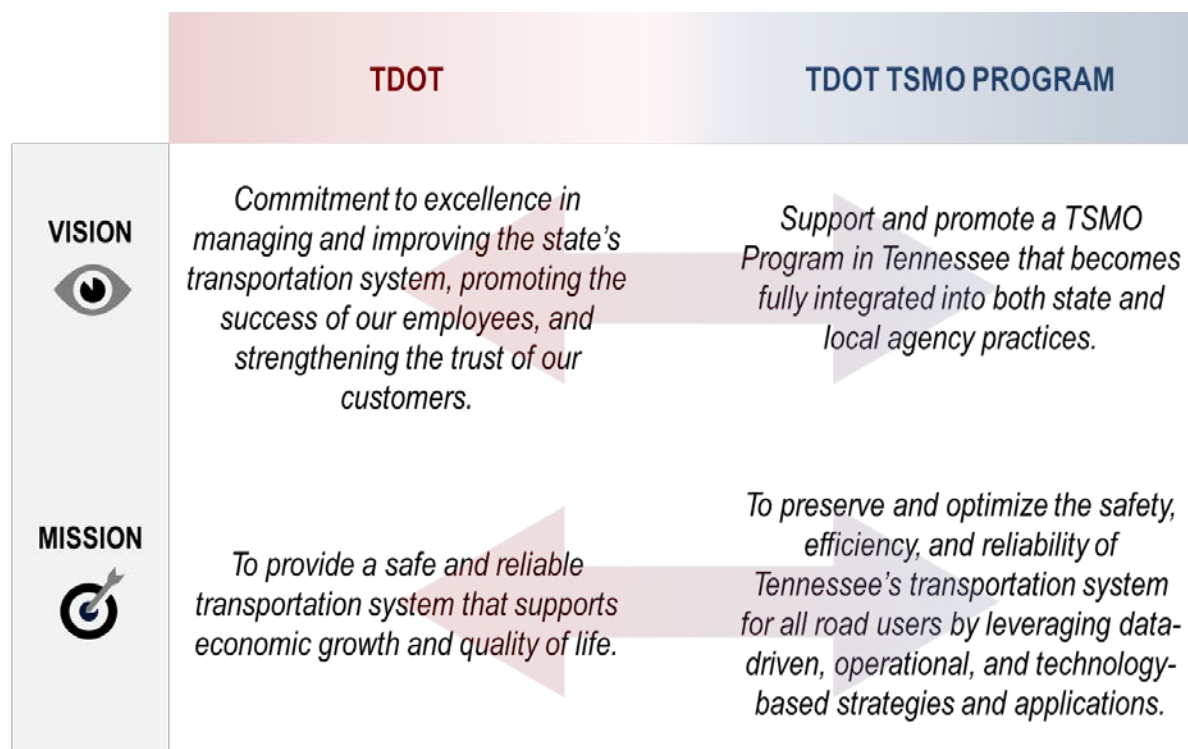 TDOT
TDOT TSMO PROGRAM
VISION
Commitment to excellence in
managing and improving the state's
transportation system, promoting the
success of our employees, and
strengthening the trust of our
customers.
Support and promote a TSMO
Program in Tennessee that becomes
fully integrated into both state and
local agency practices.
MISSION
To provide a safe and reliable
transportation system that supports
economic growth and quality of life.
To preserve and optimize the safety,
efficiency, and reliability of
Tennessee's transportation system
for all road users by leveraging data-
driven, operational, and technology-
based strategies and applications.